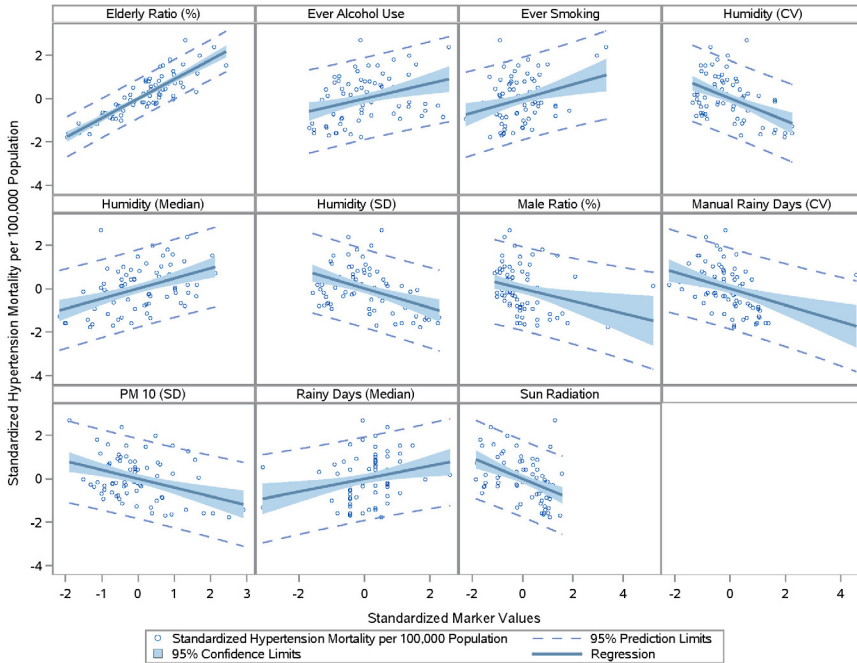 Elderly Ratio (%) Ever Alcohol Use Ever Smoking Humidity (CV)
2
0
-2
-4
Humidity (Median) Humidity (SD) Male Ratio (%) Manual Rainy Days (CV)
2
0
-2
-4
PM 10 (SD) Rainy Days (Median) Sun Radiation
2
0
-2
-4
Standardized Hypertension Mortality per 100,000 Population
-2 -1 0 1 2 3 -2 0 2 0 2 4 -2 0 2 4
Standardized Marker Values
Standardized Hypertension Mortality per 100,000 Population 95% Prediction Limits
95% Confidence Limits Regression